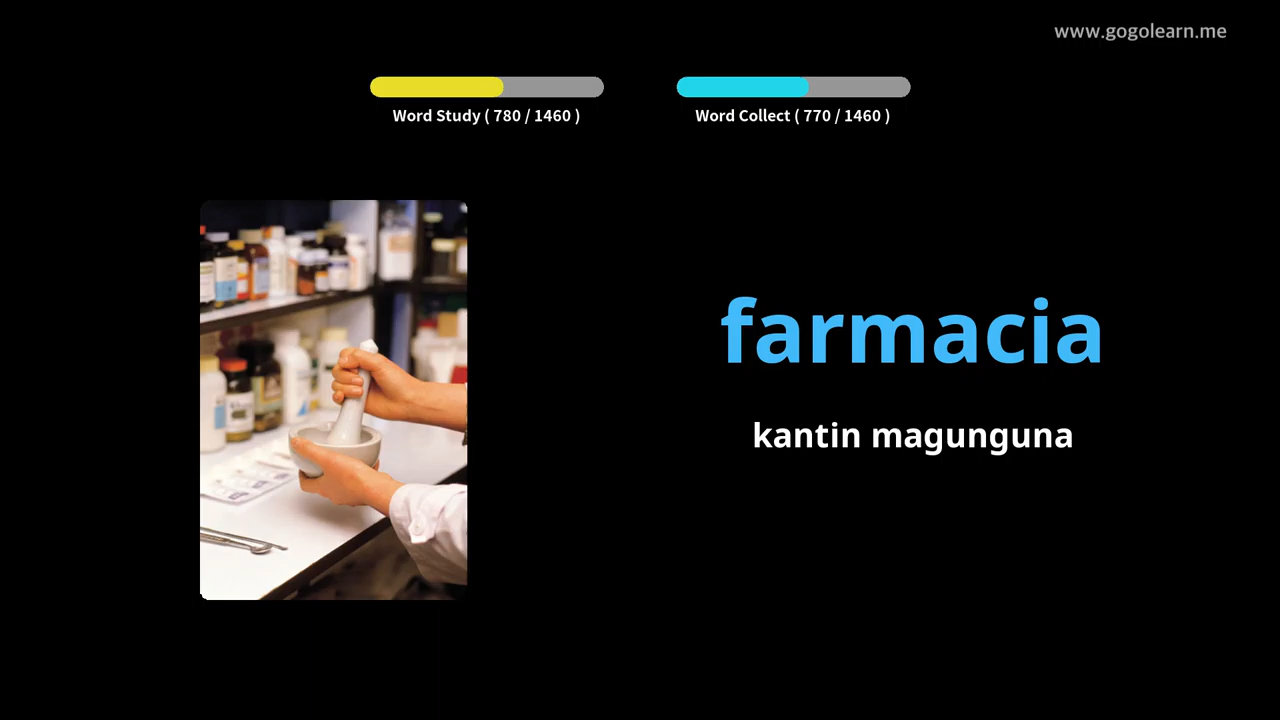 www.gogolearn.me
Word Study ( 780 / 1460 )
Word Collect ( 770 / 1460 )
farmacia
kantin magunguna